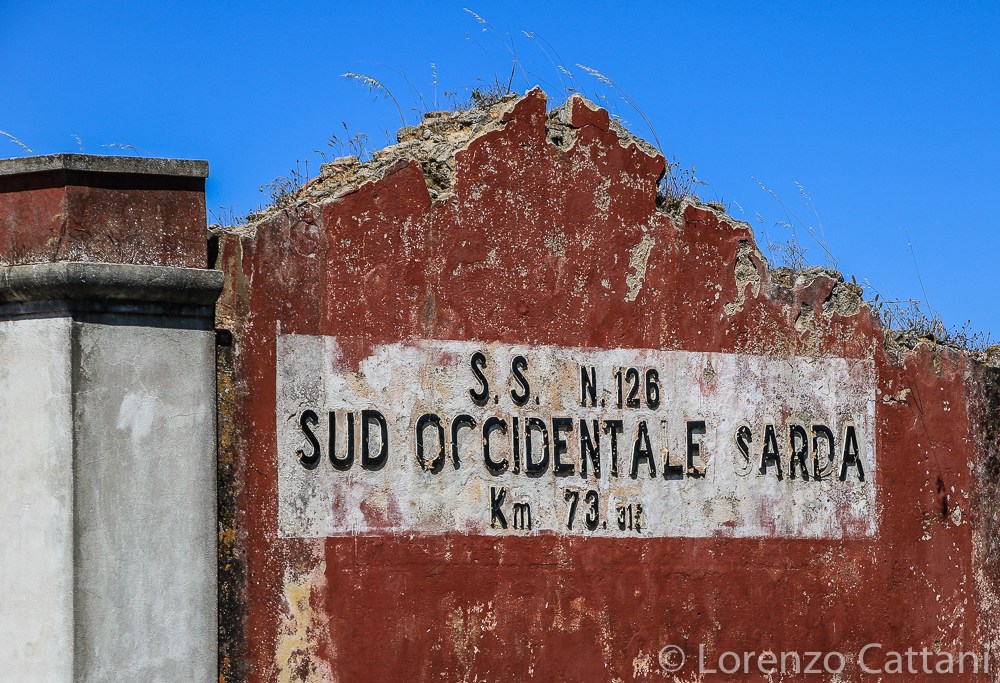 S.S. N.126
SUD OCCIDENTALE SARDA
Km 73.
© Lorenzo Cattani